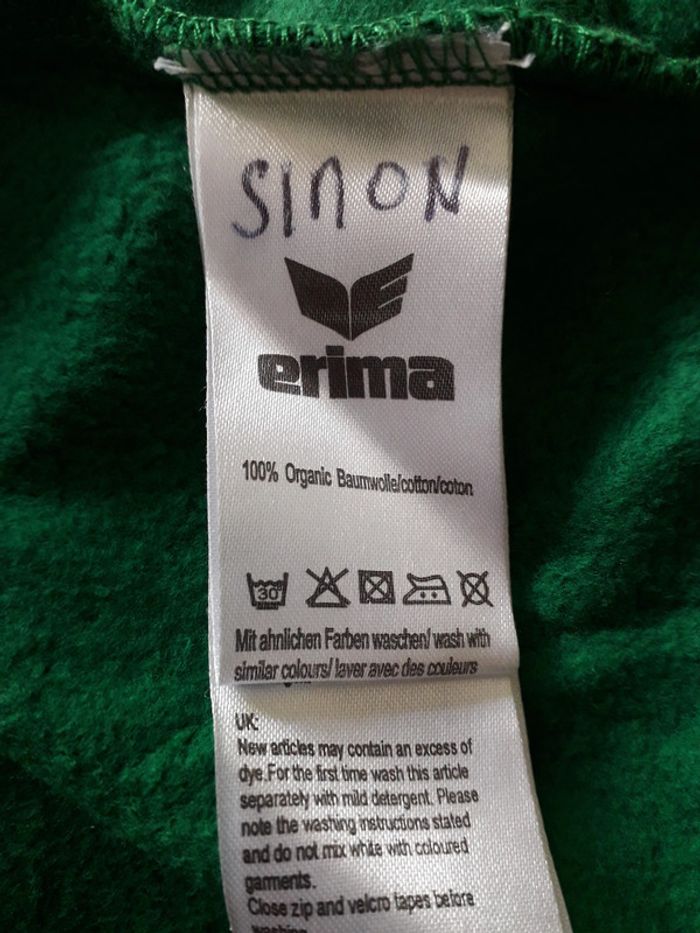 SInON
erima
100% Organic Baumwolle/cotton/coton
30°
Mit ahnlichen Farben waschen/ wash with
similar colours/ laver avec des couleurs
UK:
New articles may contain an excess of
dye.For the first time wash this article
separately with mild detergent. Please
note the washing instructions stated
and do not mix white with coloured
garments.
Close zip and velcro tapes before
washing